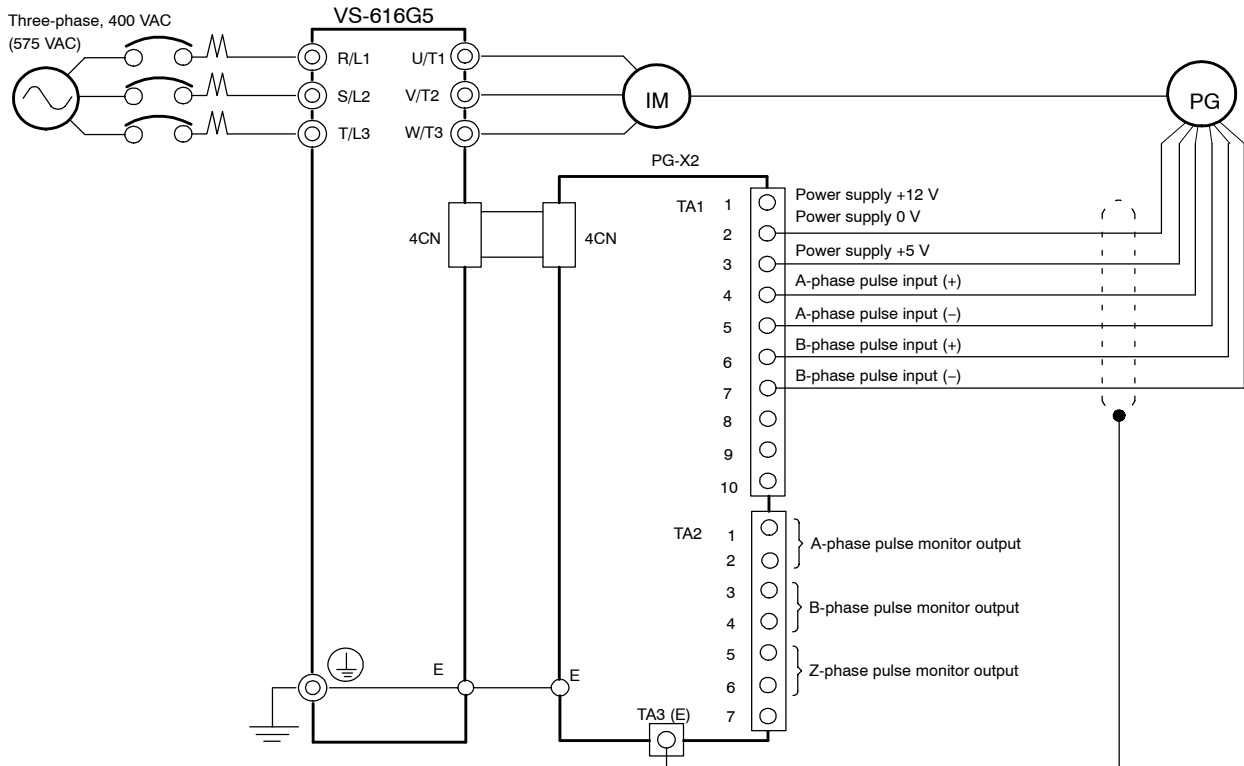 Three-phase, 400 VAC
(575 VAC)
VS-616G5
R/L1
U/T1
S/L2
V/T2
T/L3
W/T3
IM
PG
PG-X2
4CN
4CN
TA1
1
Power supply +12 V
2
Power supply 0 V
3
Power supply +5 V
4
A-phase pulse input (+)
5
A-phase pulse input (−)
6
B-phase pulse input (+)
7
B-phase pulse input (−)
8
9
10
TA2
1
2
A-phase pulse monitor output
3
4
B-phase pulse monitor output
5
6
Z-phase pulse monitor output
7
E
E
TA3 (E)